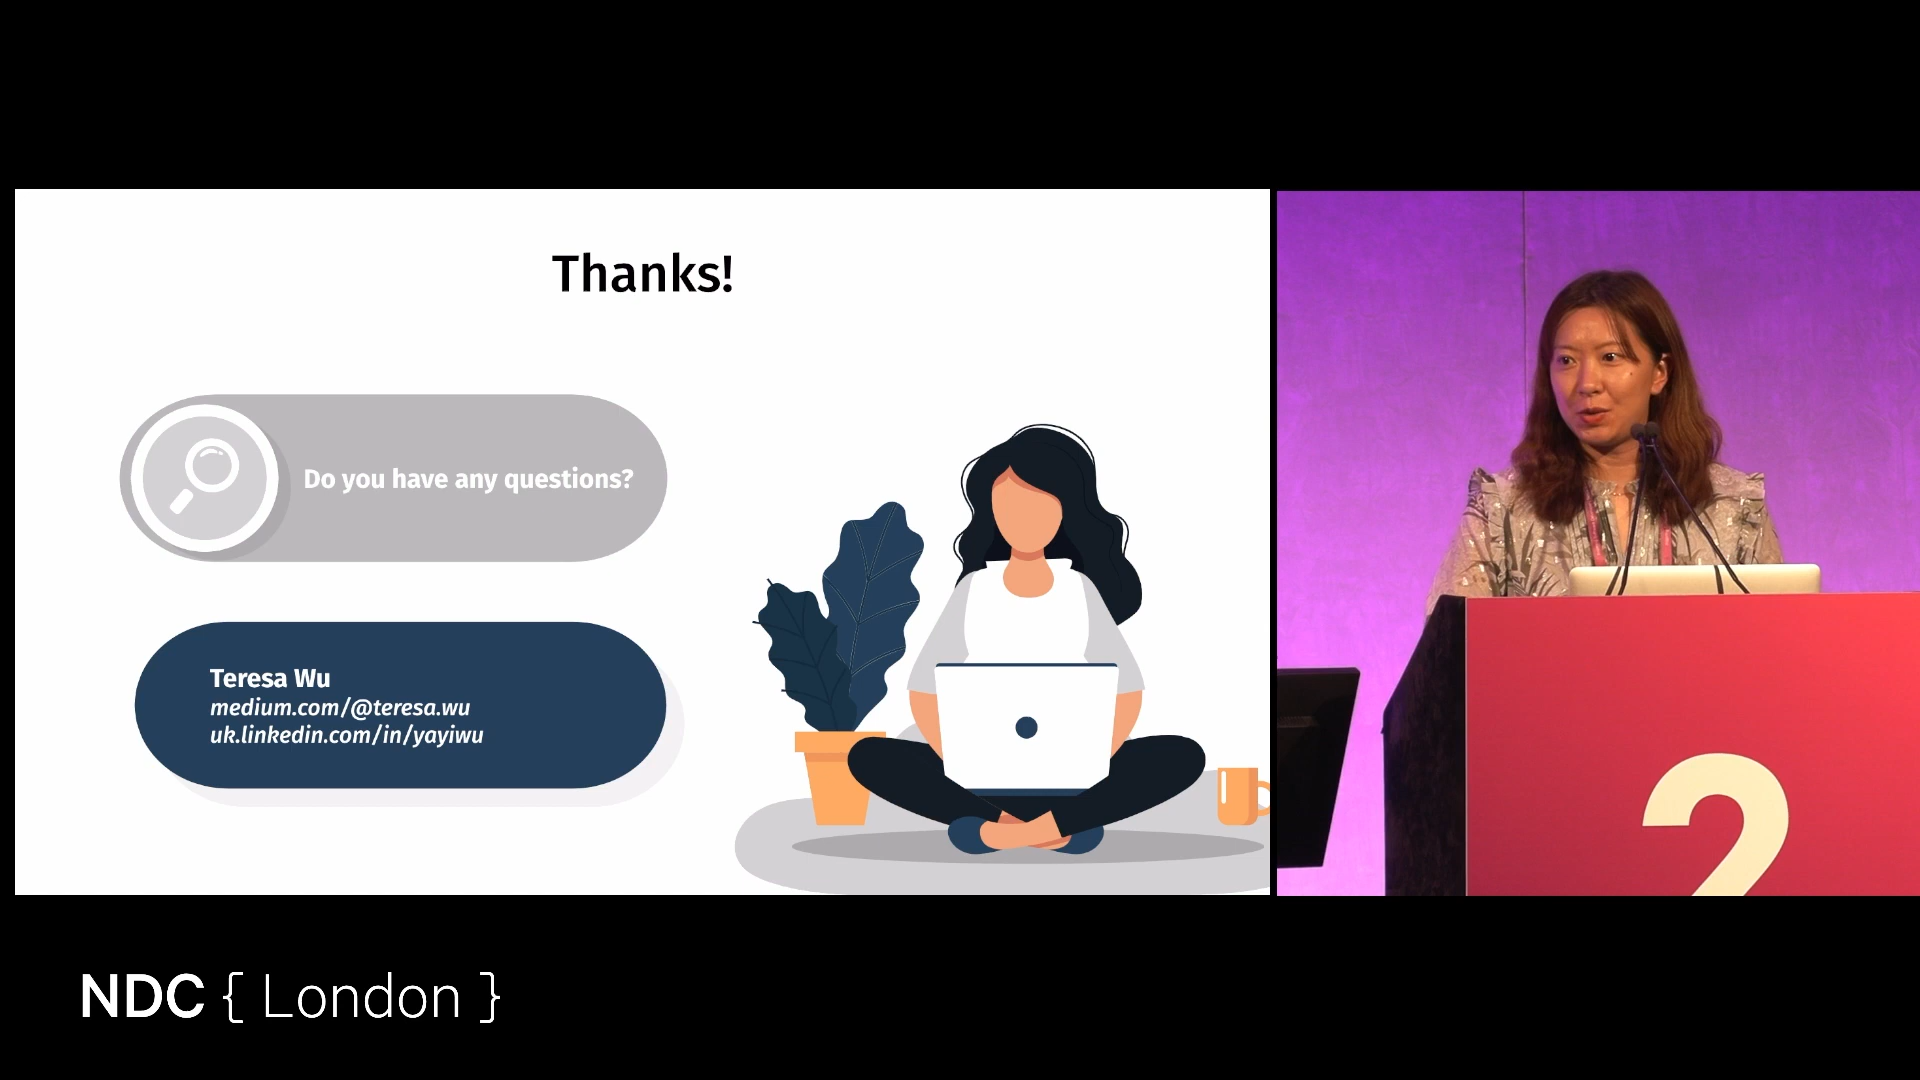 Thanks!
Do you have any questions?
Teresa Wu
medium.com/@teresa.wu
uk.linkedin.com/in/yayiwu
2
NDC { London }